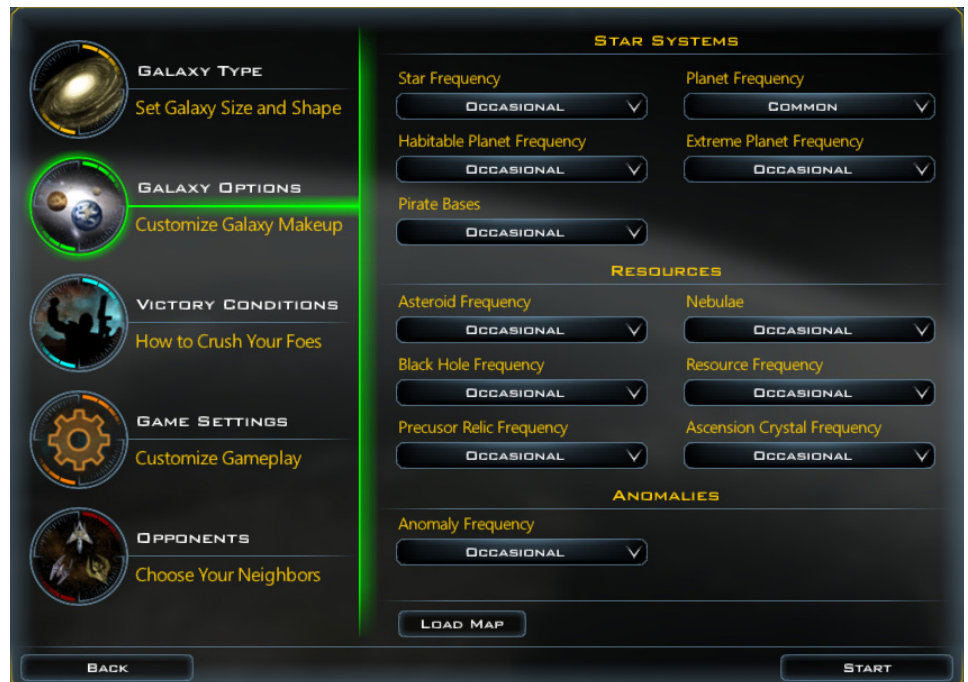 GALAXY TYPE
Set Galaxy Size and Shape
GALAXY OPTIONS
Customize Galaxy Makeup
VICTORY CONDITIONS
How to Crush Your Foes
GAME SETTINGS
Customize Gameplay
OPPONENTS
Choose Your Neighbors
STAR SYSTEMS
Star Frequency Planet Frequency
OCCASIONAL COMMON
Habitable Planet Frequency Extreme Planet Frequency
OCCASIONAL OCCASIONAL
Pirate Bases
OCCASIONAL
RESOURCES
Asteroid Frequency Nebulae
OCCASIONAL OCCASIONAL
Black Hole Frequency Resource Frequency
OCCASIONAL OCCASIONAL
Precusor Relic Frequency Ascension Crystal Frequency
OCCASIONAL OCCASIONAL
ANOMALIES
Anomaly Frequency
OCCASIONAL
LOAD MAP
BACK START